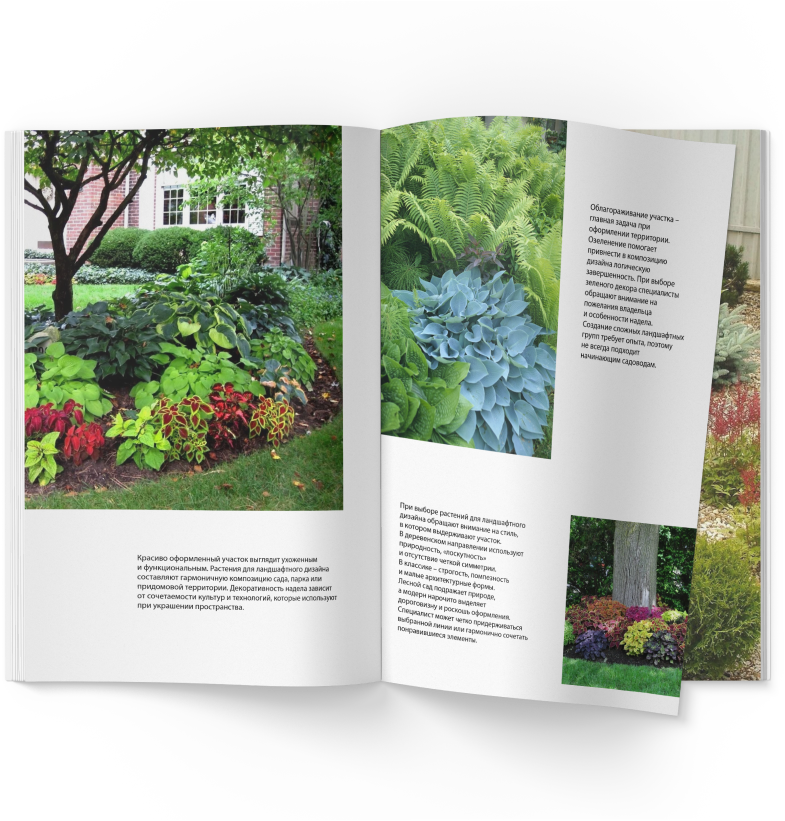 Красиво оформленный участок выглядит ухоженным
и функциональным. Растения для ландшафтного дизайна
составляют гармоничную композицию сада, парка или
придомовой территории. Декоративность надела зависит
от сочетаемости культур и технологий, которые используют
при украшении пространства.
При выборе растений для ландшафтного
дизайна обращают внимание на стиль,
в котором выдерживают участок.
В деревенском направлении используют
природность, «лоскутность»
и отсутствие четкой симметрии.
В классике – строгость, помпезность
и малые архитектурные формы.
Лесной сад подражает природе,
а модерн нарочито выделяет
дороговизну и роскошь оформления.
Специалист может четко придерживаться
выбранной линии или гармонично сочетать
понравившиеся элементы.
Облагораживание участка –
главная задача при
оформлении территории.
Озеленение помогает
привнести в композицию
дизайна логическую
завершенность. При выборе
зеленого декора специалисты
обращают внимание на
пожелания владельца
и особенности надела.
Создание сложных ландшафтных
групп требует опыта, поэтому
не всегда подходит
начинающим садоводам.